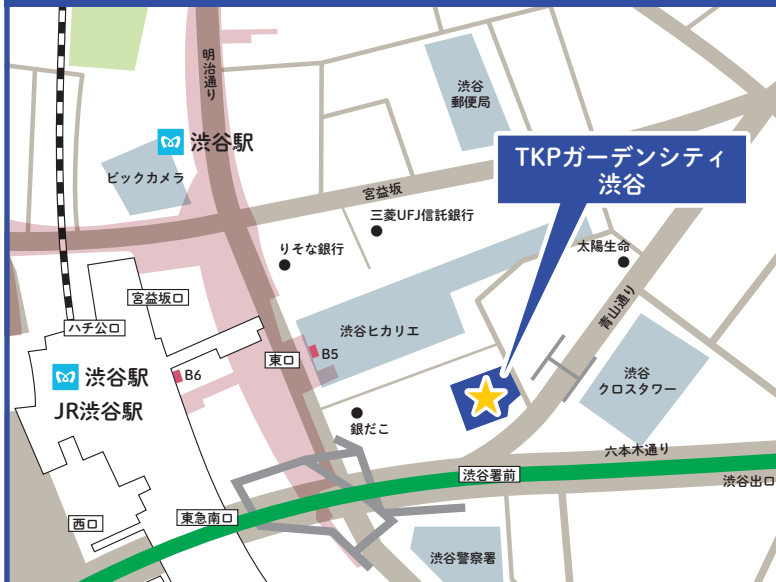 明治通り
渋谷
郵便局
渋谷駅
ビックカメラ
TKPガーデンシティ
渋谷
宮益坂
三菱UFJ信託銀行
りそな銀行
太陽生命
宮益坂口
青山通り
ハチ公口
渋谷ヒカリエ
東口
B5
渋谷駅
B6
JR渋谷駅
渋谷
クロスタワー
銀だこ
六本木通り
渋谷署前
渋谷出口
東急南口
西口
渋谷警察署